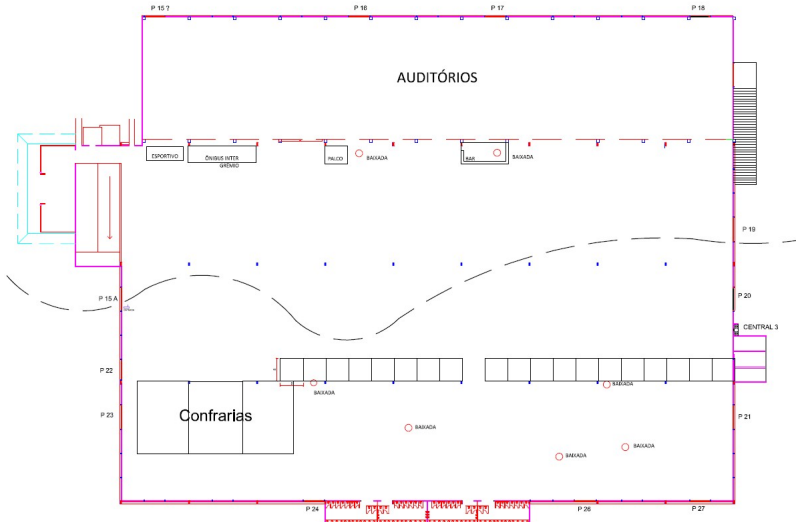 P 15 ?
P 16
P 17
P 18
AUDITÓRIOS
ESPORTIVO
ÔNIBUS INTER
GRÊMIO
PALCO
BAIXADA
BAR
BAIXADA
P 19
P 15 A
P 20
CENTRAL 3
P 22
BAIXADA
BAIXADA
P 23
Confrarias
BAIXADA
P 21
BAIXADA
BAIXADA
P 24
P 26
P 27